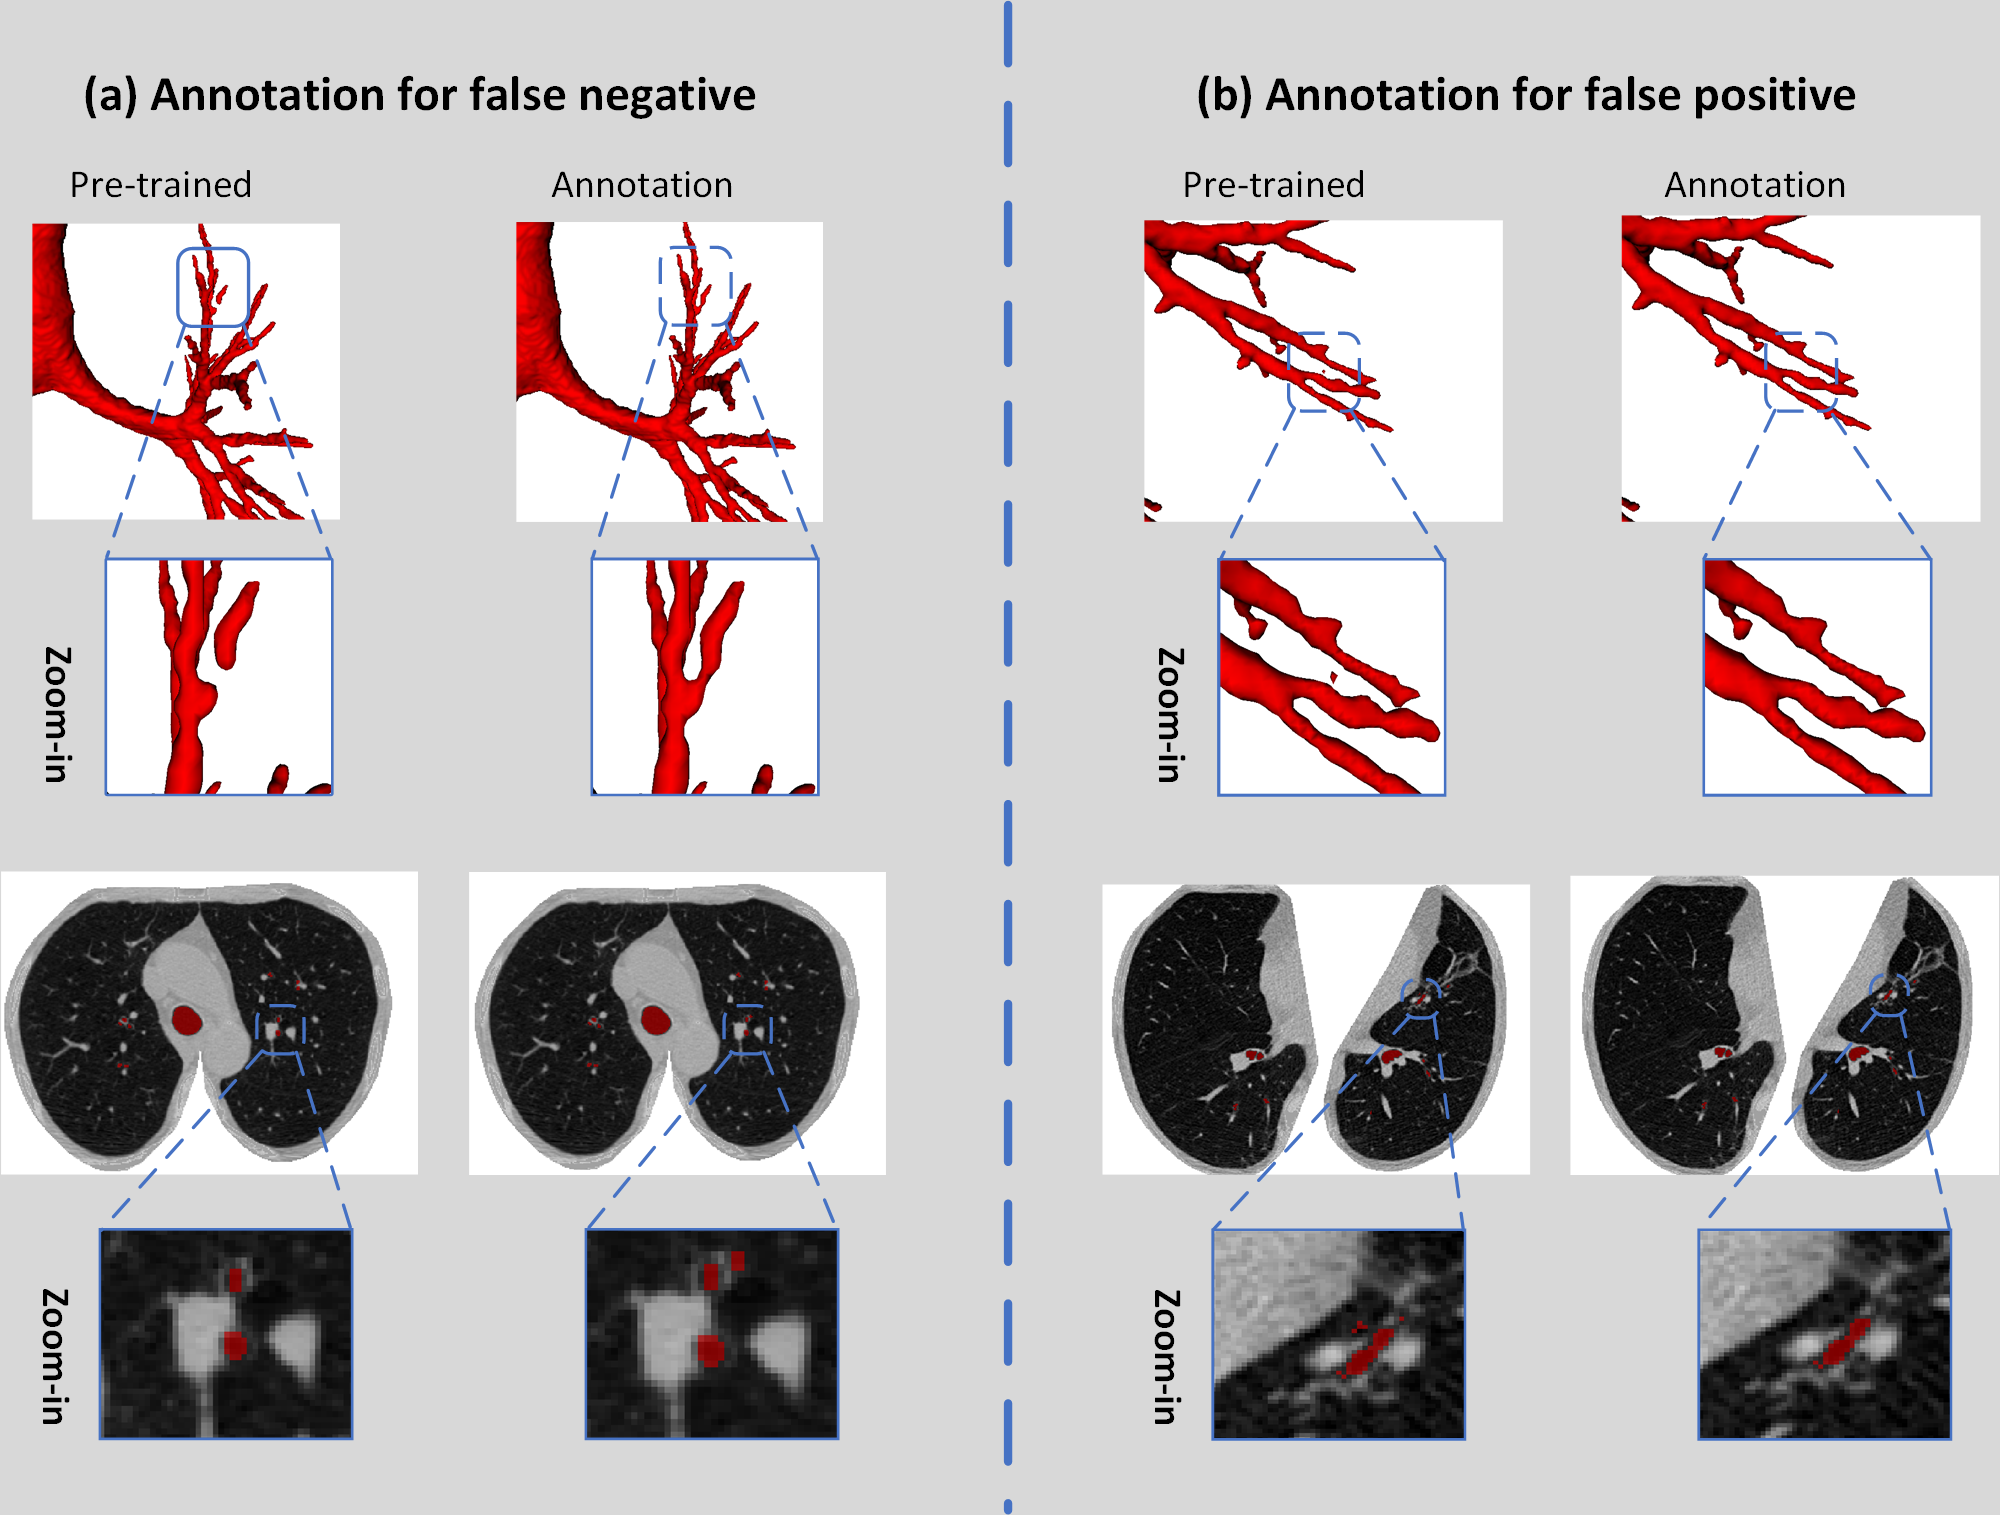 (a) Annotation for false negative
Pre-trained
Annotation
Zoom-in
Zoom-in
(b) Annotation for false positive
Pre-trained
Annotation
Zoom-in
Zoom-in